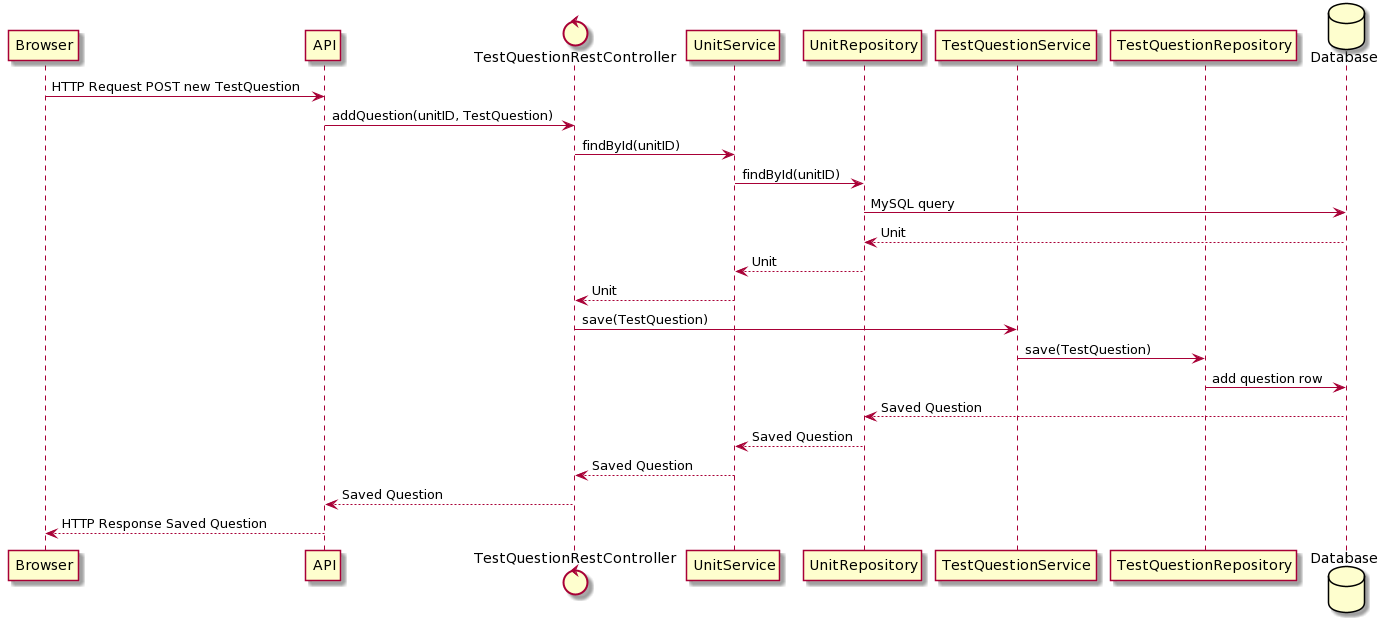 Browser
API
TestQuestionRestController
UnitService
UnitRepository
TestQuestionService
TestQuestionRepository
Database
HTTP Request POST new TestQuestion
addQuestion(unitID, TestQuestion)
findById(unitID)
findById(unitID)
MySQL query
Unit
Unit
Unit
save(TestQuestion)
save(TestQuestion)
add question row
Saved Question
Saved Question
Saved Question
Saved Question
HTTP Response Saved Question
Browser
API
TestQuestionRestController
UnitService
UnitRepository
TestQuestionService
TestQuestionRepository
Database